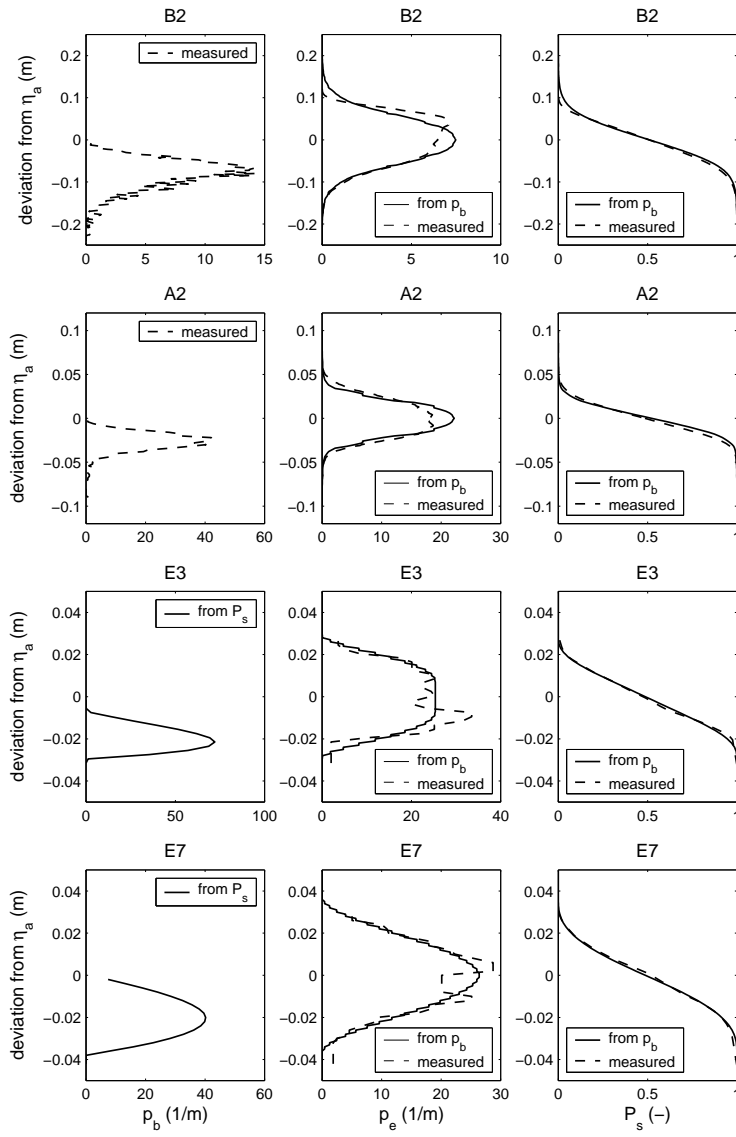 B2 B2 B2
deviation from η_a (m)
0.2
0.1
0
−0.1
−0.2
measured
0 5 10 15
0.2
0.1
0
−0.1
−0.2
from p_b
measured
0 5 10 15
0.2
0.1
0
−0.1
−0.2
from p_b
measured
0 0.5 1
A2 A2 A2
deviation from η_a (m)
0.1
0.05
0
−0.05
−0.1
measured
0 20 40 60
0.1
0.05
0
−0.05
−0.1
from p_b
measured
0 10 20 30
0.1
0.05
0
−0.05
−0.1
from p_b
measured
0 0.5 1
E3 E3 E3
deviation from η_a (m)
0.04
0.02
0
−0.02
−0.04
from P_s
0 50 100
0.04
0.02
0
−0.02
−0.04
from p_b
measured
0 10 20 30 40
0.04
0.02
0
−0.02
−0.04
from p_b
measured
0 0.5 1
E7 E7 E7
deviation from η_a (m)
0.04
0.02
0
−0.02
−0.04
from P_s
0 20 40 60
p_b (1/m)
0.04
0.02
0
−0.02
−0.04
from p_b
measured
0 10 20 30
p_e (1/m)
0.04
0.02
0
−0.02
−0.04
from p_b
measured
0 0.5 1
P_s (−)